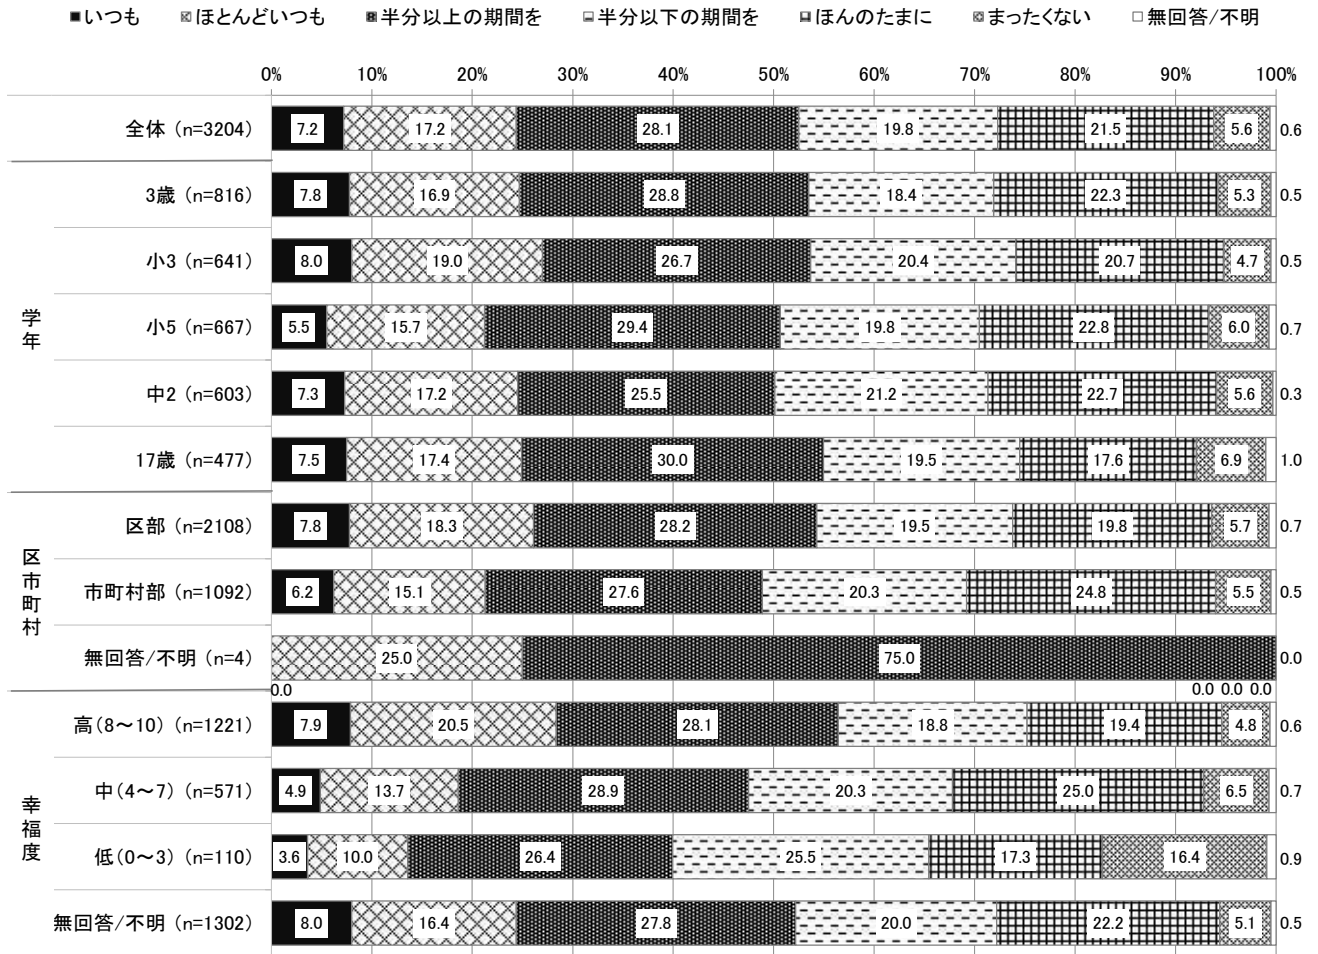 いつも ほとんどいつも 半分以上の期間を 半分以下の期間を ほんのたまに まったくない 無回答/不明
0% 10% 20% 30% 40% 50% 60% 70% 80% 90% 100%
全体（n=3204） 7.2 17.2 28.1 19.8 21.5 5.6 0.6
学年
3歳（n=816） 7.8 16.9 28.8 18.4 22.3 5.3 0.5
小3（n=641） 8.0 19.0 26.7 20.4 20.7 4.7 0.5
小5（n=667） 5.5 15.7 29.4 19.8 22.8 6.0 0.7
中2（n=603） 7.3 17.2 25.5 21.2 22.7 5.6 0.3
17歳（n=477） 7.5 17.4 30.0 19.5 17.6 6.9 1.0
区市町村
区部（n=2108） 7.8 18.3 28.2 19.5 19.8 5.7 0.7
市町村部（n=1092） 6.2 15.1 27.6 20.3 24.8 5.5 0.5
無回答/不明（n=4） 25.0 75.0 0.0
0.0 0.0 0.0 0.0
幸福度
高（8～10）（n=1221） 7.9 20.5 28.1 18.8 19.4 4.8 0.6
中（4～7）（n=571） 4.9 13.7 28.9 20.3 25.0 6.5 0.7
低（0～3）（n=110） 3.6 10.0 26.4 25.5 17.3 16.4 0.9
無回答/不明（n=1302） 8.0 16.4 27.8 20.0 22.2 5.1 0.5